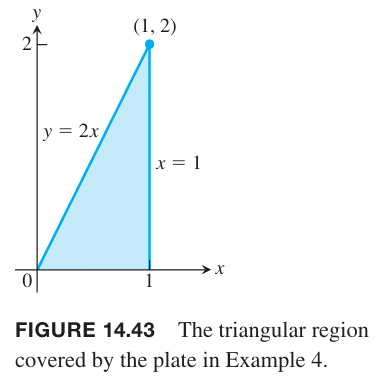 y
(1, 2)
2
y = 2x
x = 1
x
0
1
FIGURE 14.43 The triangular region
covered by the plate in Example 4.